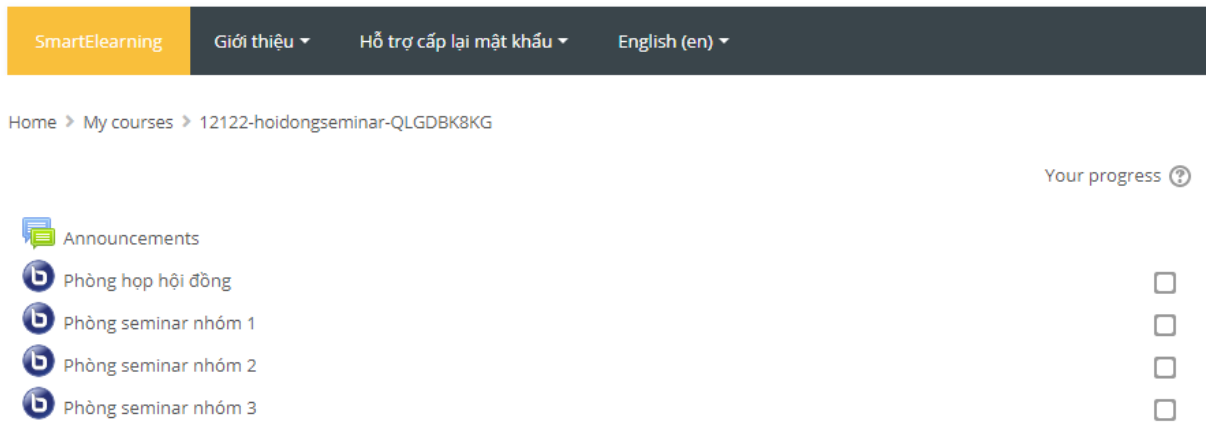 SmartElearning Giới thiệu Hỗ trợ cấp lại mật khẩu English (en)
Home > My courses > 12122-hoidongseminar-QLGDBK8KG
Your progress ?
Announcements
Phòng họp hội đồng
Phòng seminar nhóm 1
Phòng seminar nhóm 2
Phòng seminar nhóm 3